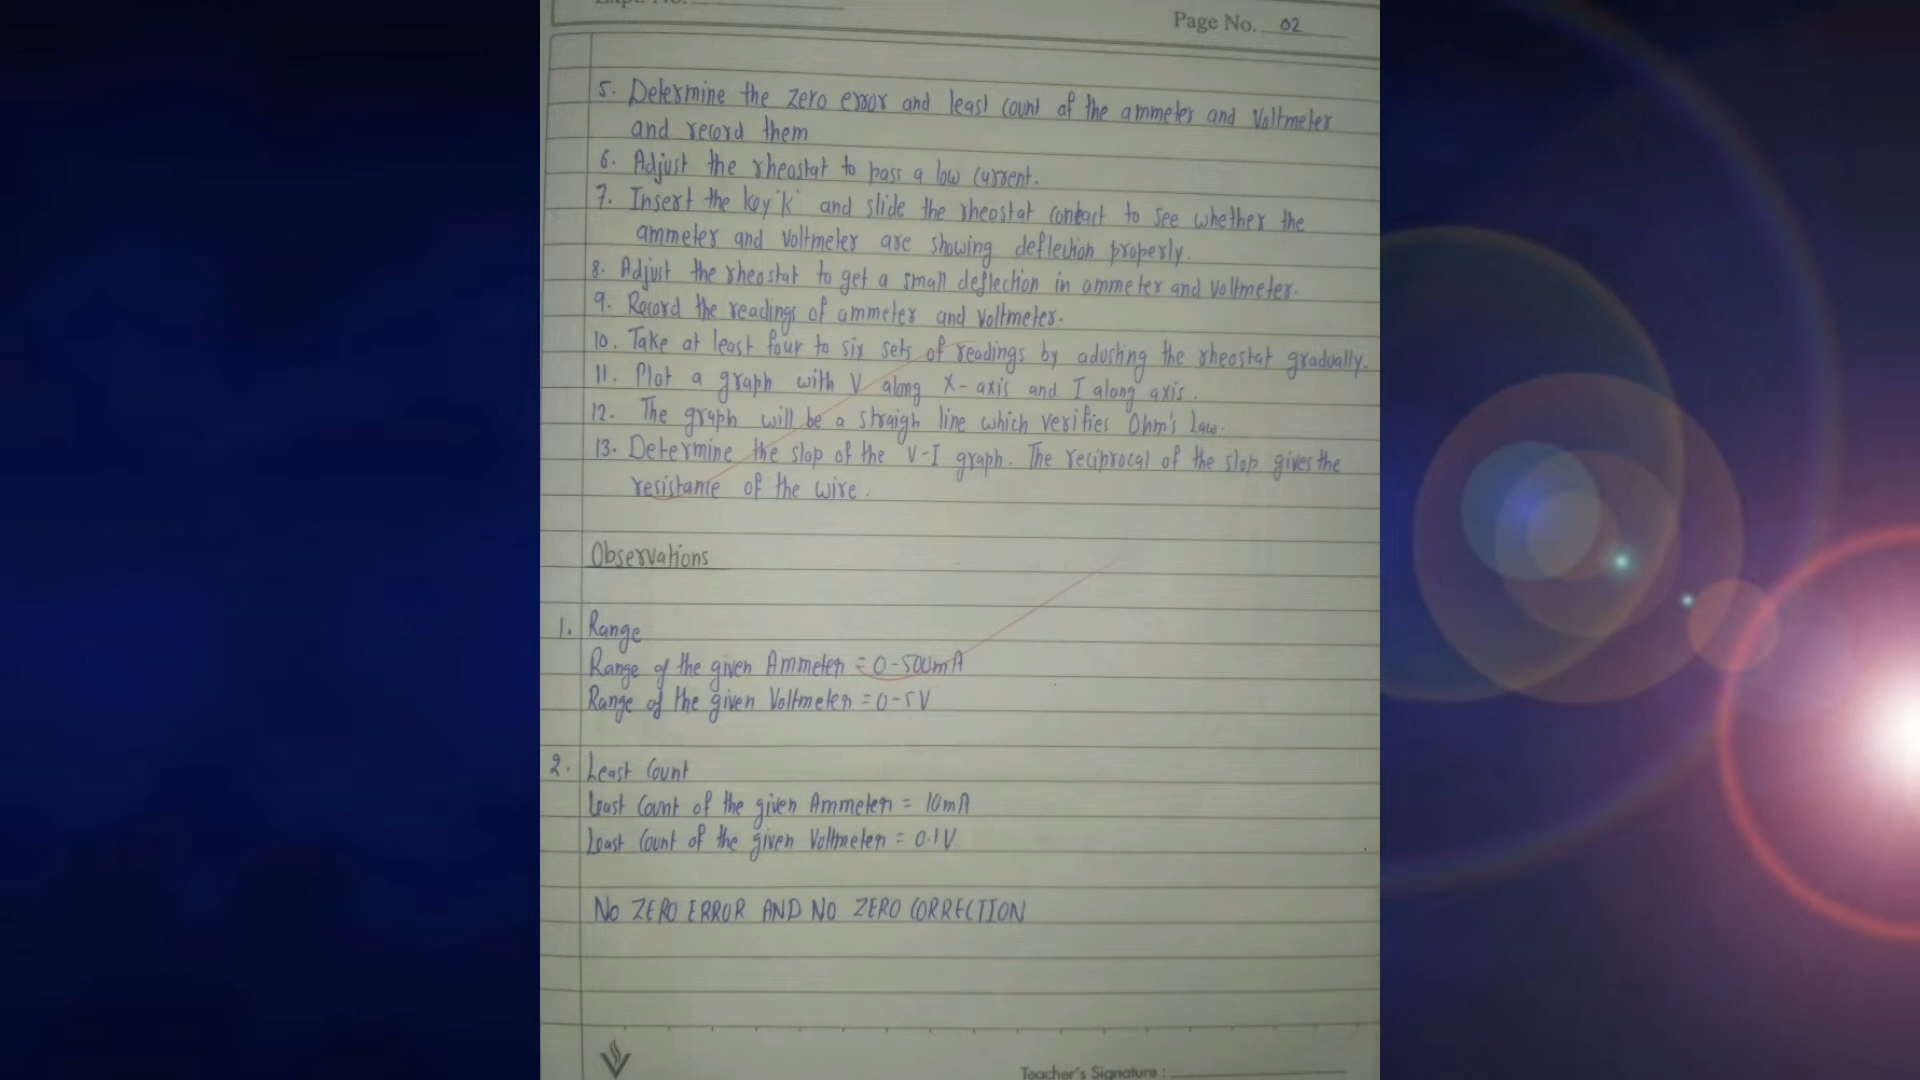 Page No. 02
5. Determine the zero error and least count of the ammeter and Voltmeter
and record them
6. Adjust the rheostat to pass a low current.
7. Insert the key 'k' and slide the rheostat contact to see whether the
ammeter and voltmeter are showing deflection properly.
8. Adjust the rheostat to get a small deflection in ammeter and voltmeter.
9. Record the readings of ammeter and voltmeter.
10. Take at least four to six sets of readings by adusting the rheostat gradually.
11. Plot a graph with V along X-axis and I along axis.
12. The graph will be a straigh line which verifies Ohm's Law.
13. Determine the slop of the V-I graph. The reciprocal of the slop gives the
resistance of the wire.
Observations
1. Range
Range of the given Ammeter = 0-500mA
Range of the given Voltmeter = 0-5V
2. Least Count
Least Count of the given Ammeter = 10mA
Least Count of the given Voltmeter = 0.1V
No ZERO ERROR AND NO ZERO CORRECTION
Teacher's Signature :